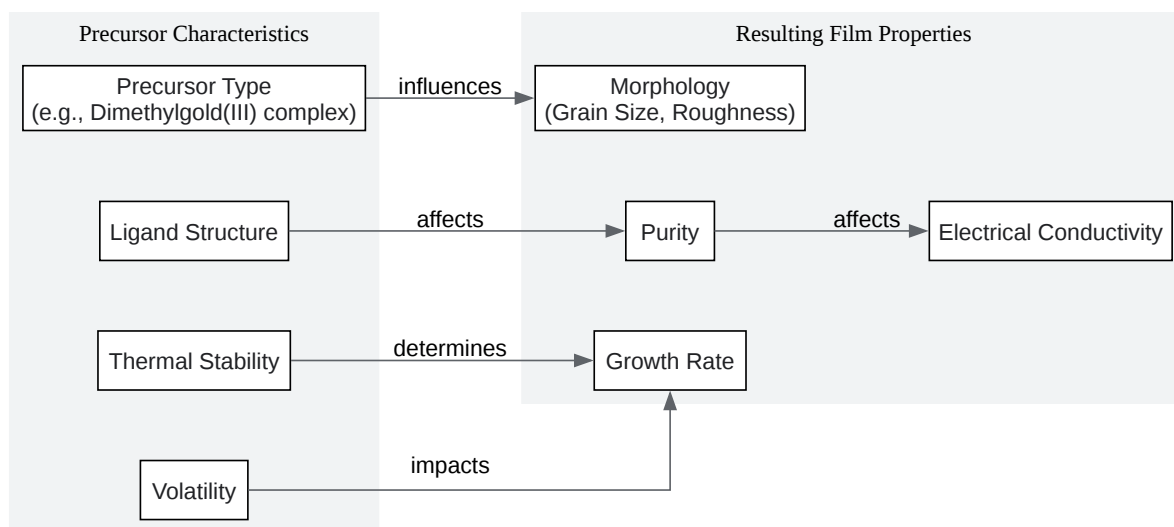 Precursor Characteristics
Resulting Film Properties
Precursor Type
(e.g., Dimethylgold(III) complex)
influences
Morphology
(Grain Size, Roughness)
Ligand Structure
affects
Purity
affects
Electrical Conductivity
Thermal Stability
determines
Growth Rate
Volatility
impacts